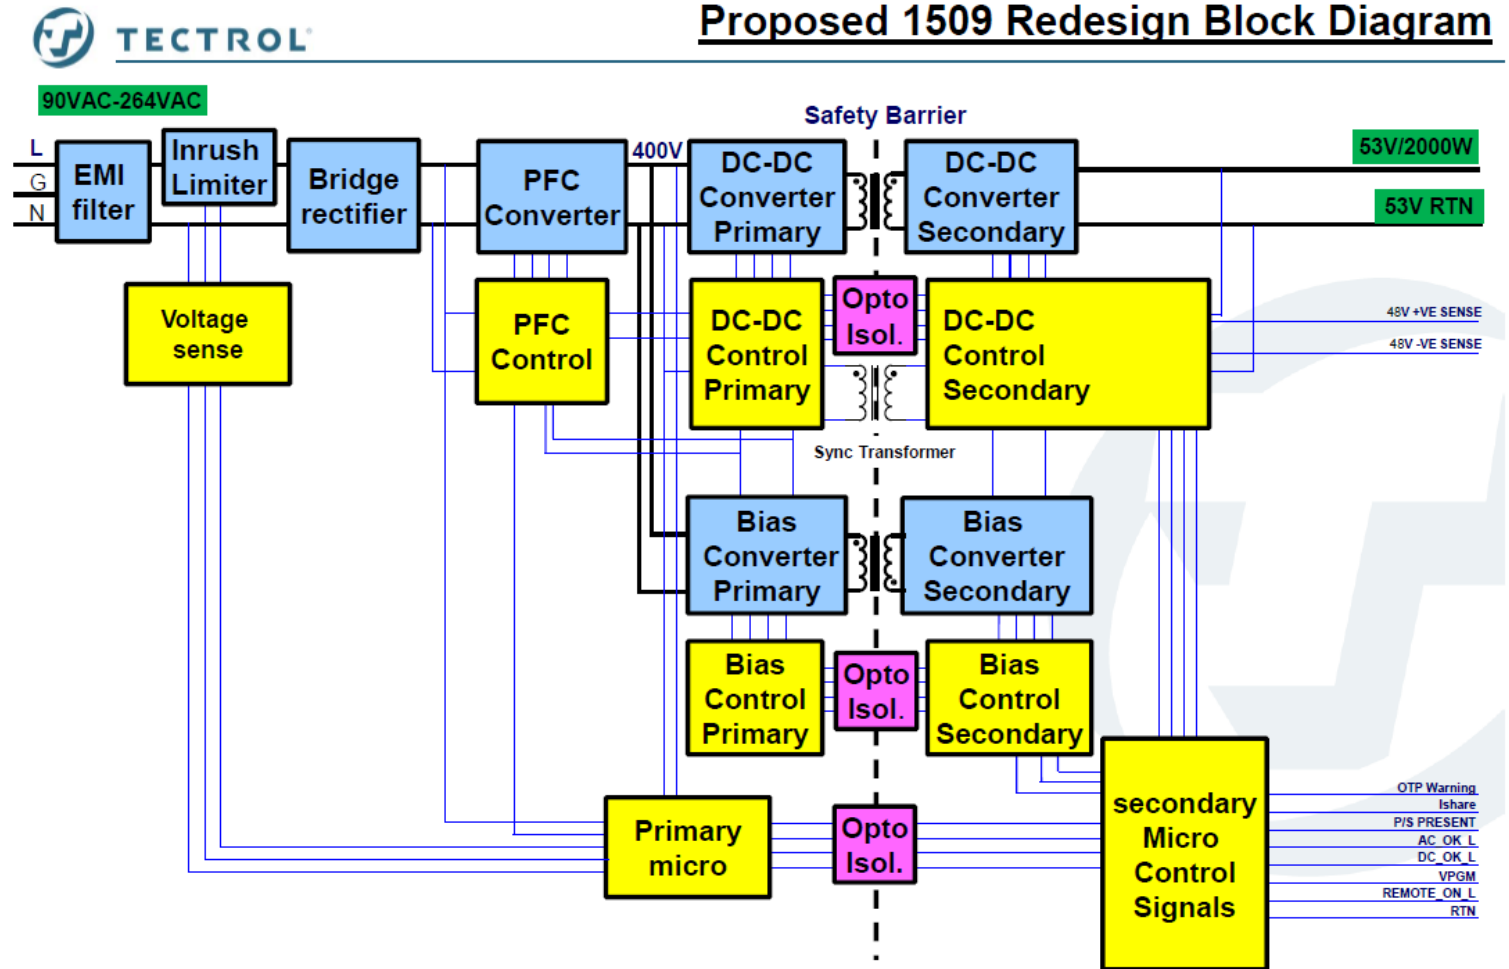 TECTROL
Proposed 1509 Redesign Block Diagram
90VAC-264VAC
Safety Barrier
L
G
N
EMI
filter
Inrush
Limiter
Bridge
rectifier
PFC
Converter
400V
DC-DC
Converter
Primary
DC-DC
Converter
Secondary
53V/2000W
53V RTN
Voltage
sense
PFC
Control
DC-DC
Control
Primary
Opto
Isol.
DC-DC
Control
Secondary
48V +VE SENSE
48V -VE SENSE
Sync Transformer
Bias
Converter
Primary
Bias
Converter
Secondary
Bias
Control
Primary
Opto
Isol.
Bias
Control
Secondary
Primary
micro
Opto
Isol.
secondary
Micro
Control
Signals
OTP Warning
Ishare
P/S PRESENT
AC_OK_L
DC_OK_L
VPGM
REMOTE_ON_L
RTN